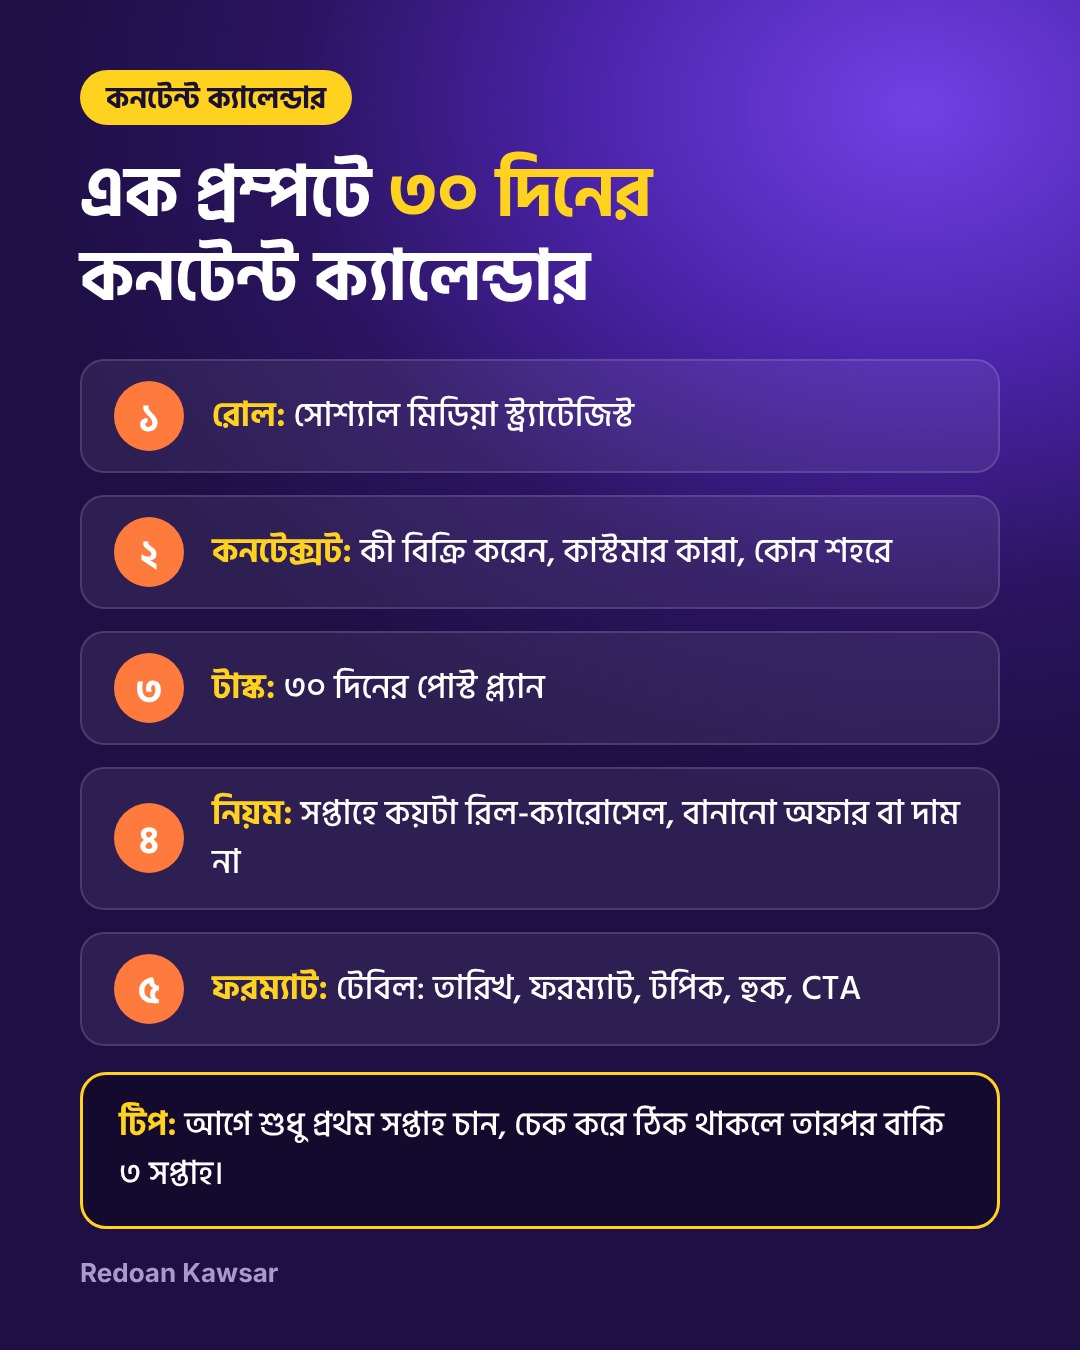 কনটেন্ট ক্যালেন্ডার
এক প্রম্পটে ৩০ দিনের
কনটেন্ট ক্যালেন্ডার
১ রোল: সোশ্যাল মিডিয়া স্ট্র্যাটেজিস্ট
২ কনটেক্সট: কী বিক্রি করেন, কাস্টমার কারা, কোন শহরে
৩ টাস্ক: ৩০ দিনের পোস্ট প্ল্যান
৪ নিয়ম: সপ্তাহে কয়টা রিল-ক্যারোসেল, বানানো অফার বা দাম
না
৫ ফরম্যাট: টেবিল: তারিখ, ফরম্যাট, টপিক, হুক, CTA
টিপ: আগে শুধু প্রথম সপ্তাহ চান, চেক করে ঠিক থাকলে তারপর বাকি
৩ সপ্তাহ।
Redoan Kawsar